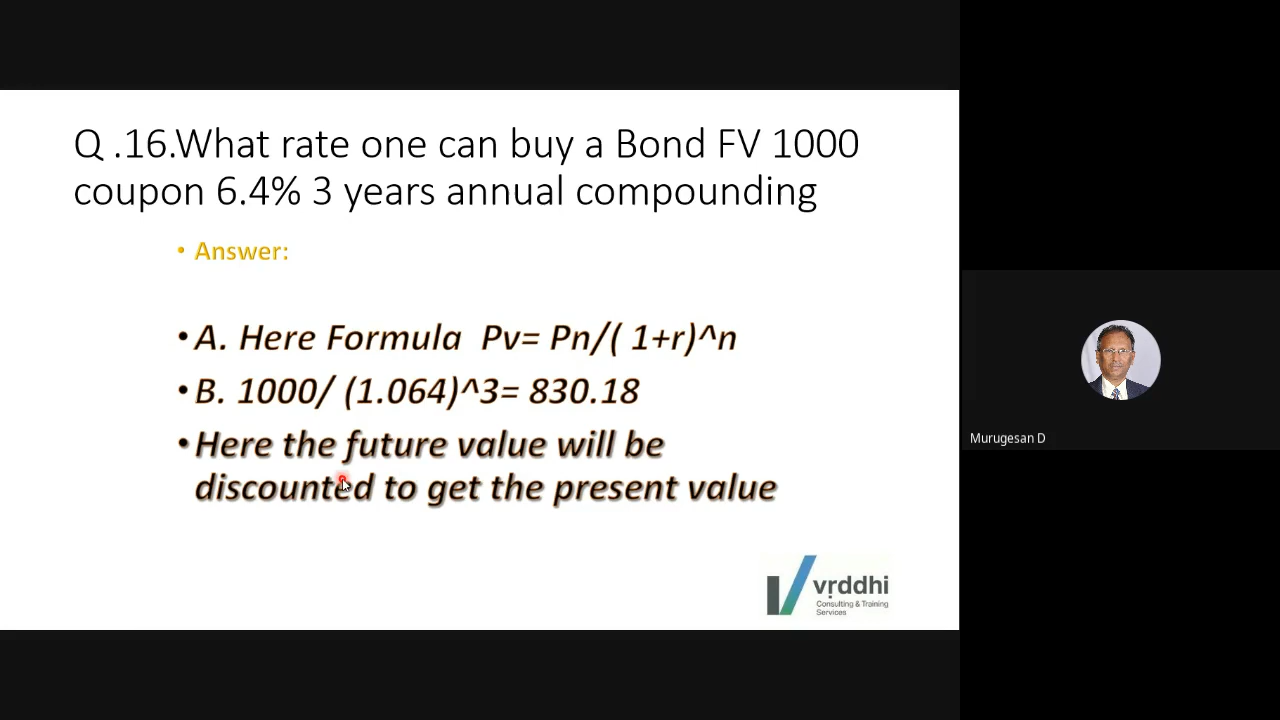 Q .16.What rate one can buy a Bond FV 1000
coupon 6.4% 3 years annual compounding
• Answer:
• A. Here Formula Pv= Pn/( 1+r)^n
• B. 1000/ (1.064)^3= 830.18
• Here the future value will be
discounted to get the present value
vṛddhi
Consulting & Training
Services
Murugesan D